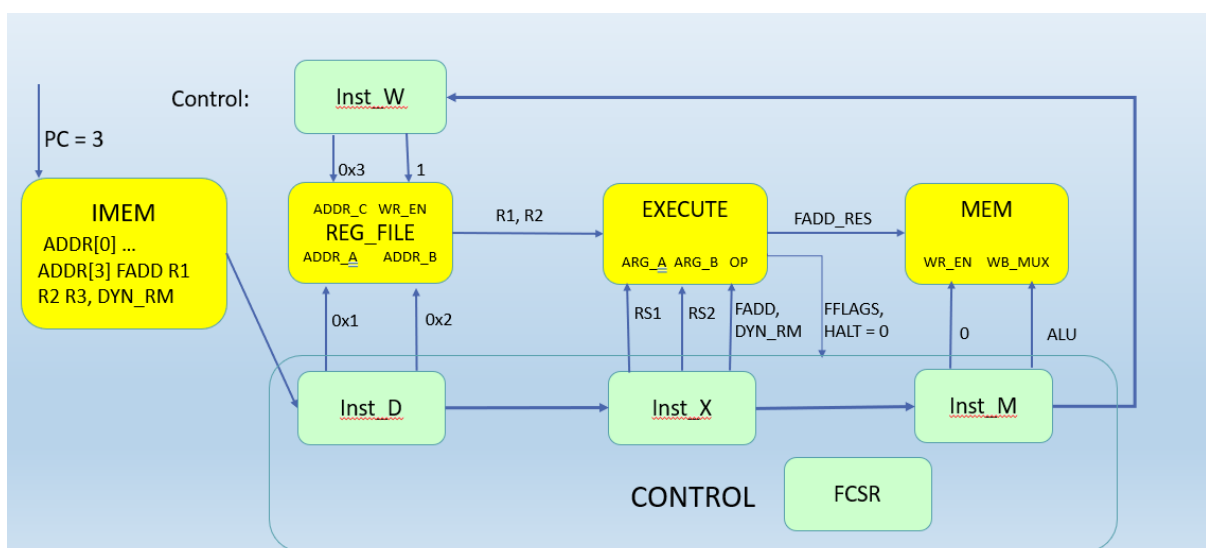 Control:
Inst_W
PC = 3
0x3
1
IMEM
ADDR[0] ...
ADDR[3] FADD R1
R2 R3, DYN_RM
ADDR_C WR_EN
REG_FILE
ADDR_A ADDR_B
R1, R2
EXECUTE
ARG_A ARG_B OP
FADD_RES
MEM
WR_EN WB_MUX
0x1
0x2
RS1
RS2
FADD,
DYN_RM
FFLAGS,
HALT = 0
0
ALU
Inst_D
Inst_X
Inst_M
CONTROL
FCSR